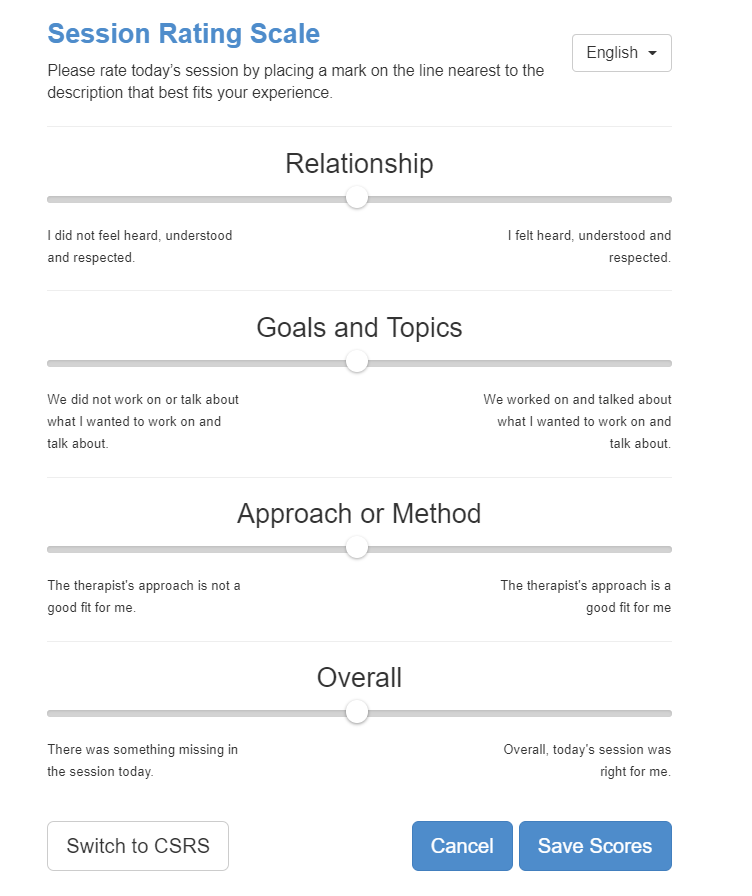 Session Rating Scale
English
Please rate today's session by placing a mark on the line nearest to the
description that best fits your experience.
Relationship
I did not feel heard, understood
and respected.
I felt heard, understood and
respected.
Goals and Topics
We did not work on or talk about
what I wanted to work on and
talk about.
We worked on and talked about
what I wanted to work on and
talk about.
Approach or Method
The therapist's approach is not a
good fit for me.
The therapist's approach is a
good fit for me
Overall
There was something missing in
the session today.
Overall, today's session was
right for me.
Switch to CSRS
Cancel
Save Scores